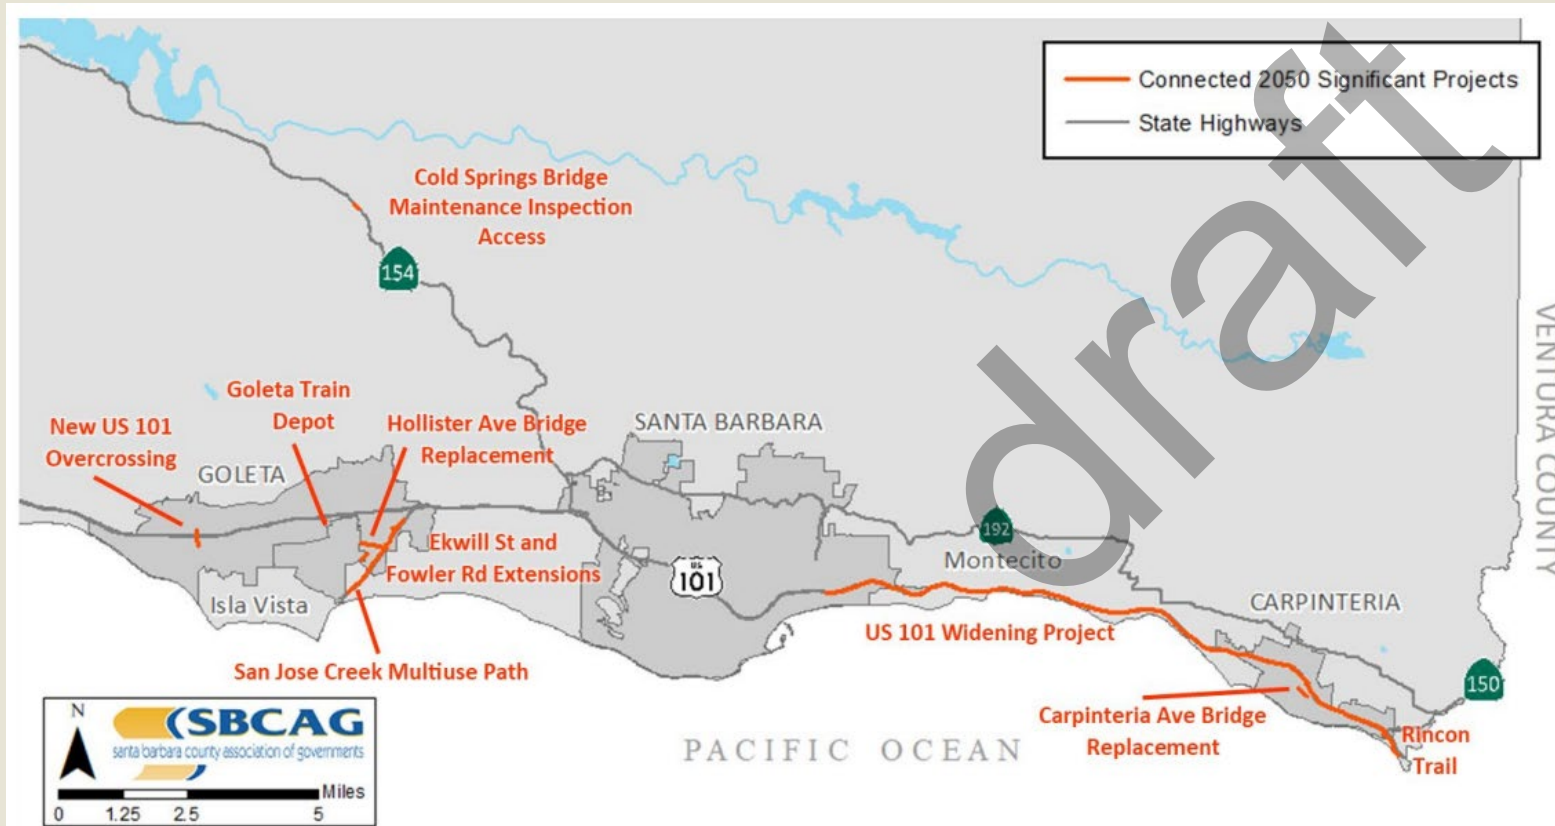 Connected 2050 Significant Projects
State Highways
draft
Cold Springs Bridge
Maintenance Inspection
Access
154
VENTURA COUNTY
Goleta Train
Depot
New US 101
Overcrossing
Hollister Ave Bridge
Replacement
SANTA BARBARA
GOLETA
192
Montecito
Ekwill St and
Fowler Rd Extensions
US
101
Isla Vista
CARPINTERIA
US 101 Widening Project
San Jose Creek Multiuse Path
150
Carpinteria Ave Bridge
Replacement
Rincon
Trail
PACIFIC OCEAN
N
SBCAG
santa barbara county association of governments
Miles
0 1.25 2.5 5